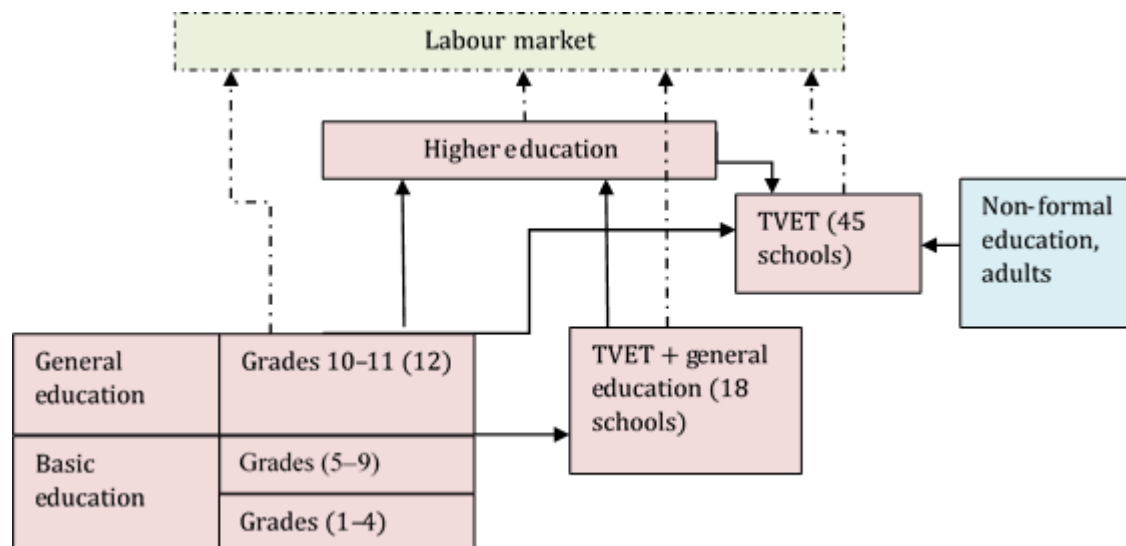 Labour market
Higher education
TVET (45
schools)
Non-formal
education,
adults
General
education
Grades 10–11 (12)
TVET + general
education (18
schools)
Basic
education
Grades (5–9)
Grades (1–4)